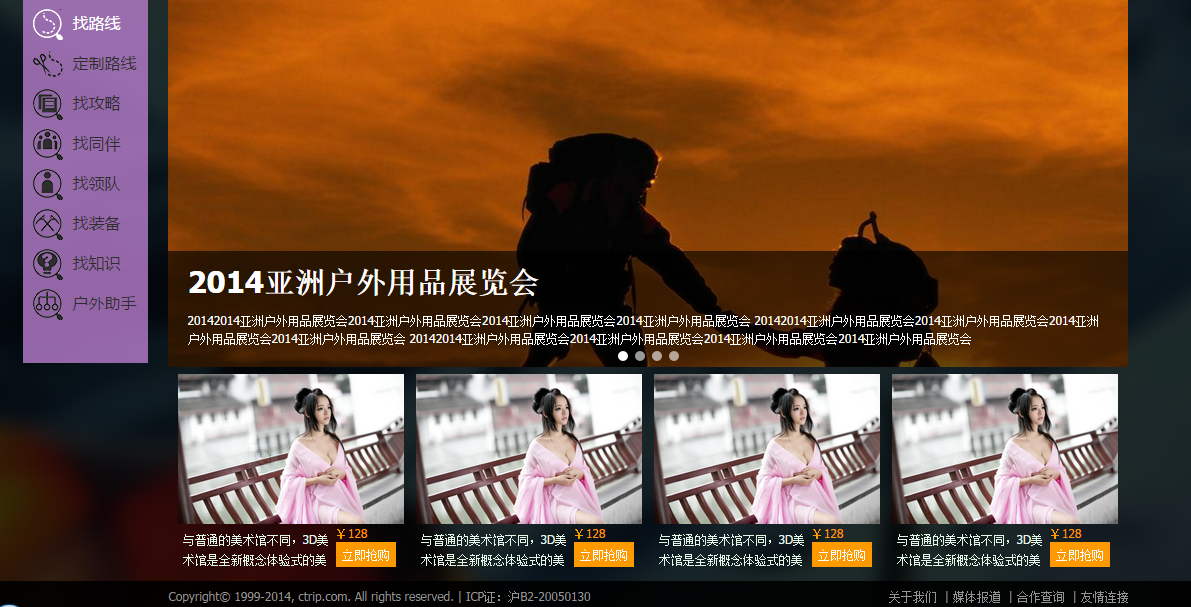 找路线
定制路线
找攻略
找同伴
找领队
找装备
找知识
户外助手
2014亚洲户外用品展览会
20142014亚洲户外用品展览会2014亚洲户外用品展览会2014亚洲户外用品展览会2014亚洲户外用品展览会 20142014亚洲户外用品展览会2014亚洲户外用品展览会2014亚洲
户外用品展览会2014亚洲户外用品展览会 20142014亚洲户外用品展览会2014亚洲户外用品展览会2014亚洲户外用品展览会2014亚洲户外用品展览会
与普通的美术馆不同，3D美
术馆是全新概念体验式的美
￥128
立即抢购
与普通的美术馆不同，3D美
术馆是全新概念体验式的美
￥128
立即抢购
与普通的美术馆不同，3D美
术馆是全新概念体验式的美
￥128
立即抢购
与普通的美术馆不同，3D美
术馆是全新概念体验式的美
￥128
立即抢购
Copyright© 1999-2014, ctrip.com. All rights reserved. | ICP证：沪B2-20050130
关于我们 | 媒体报道 | 合作查询 | 友情连接